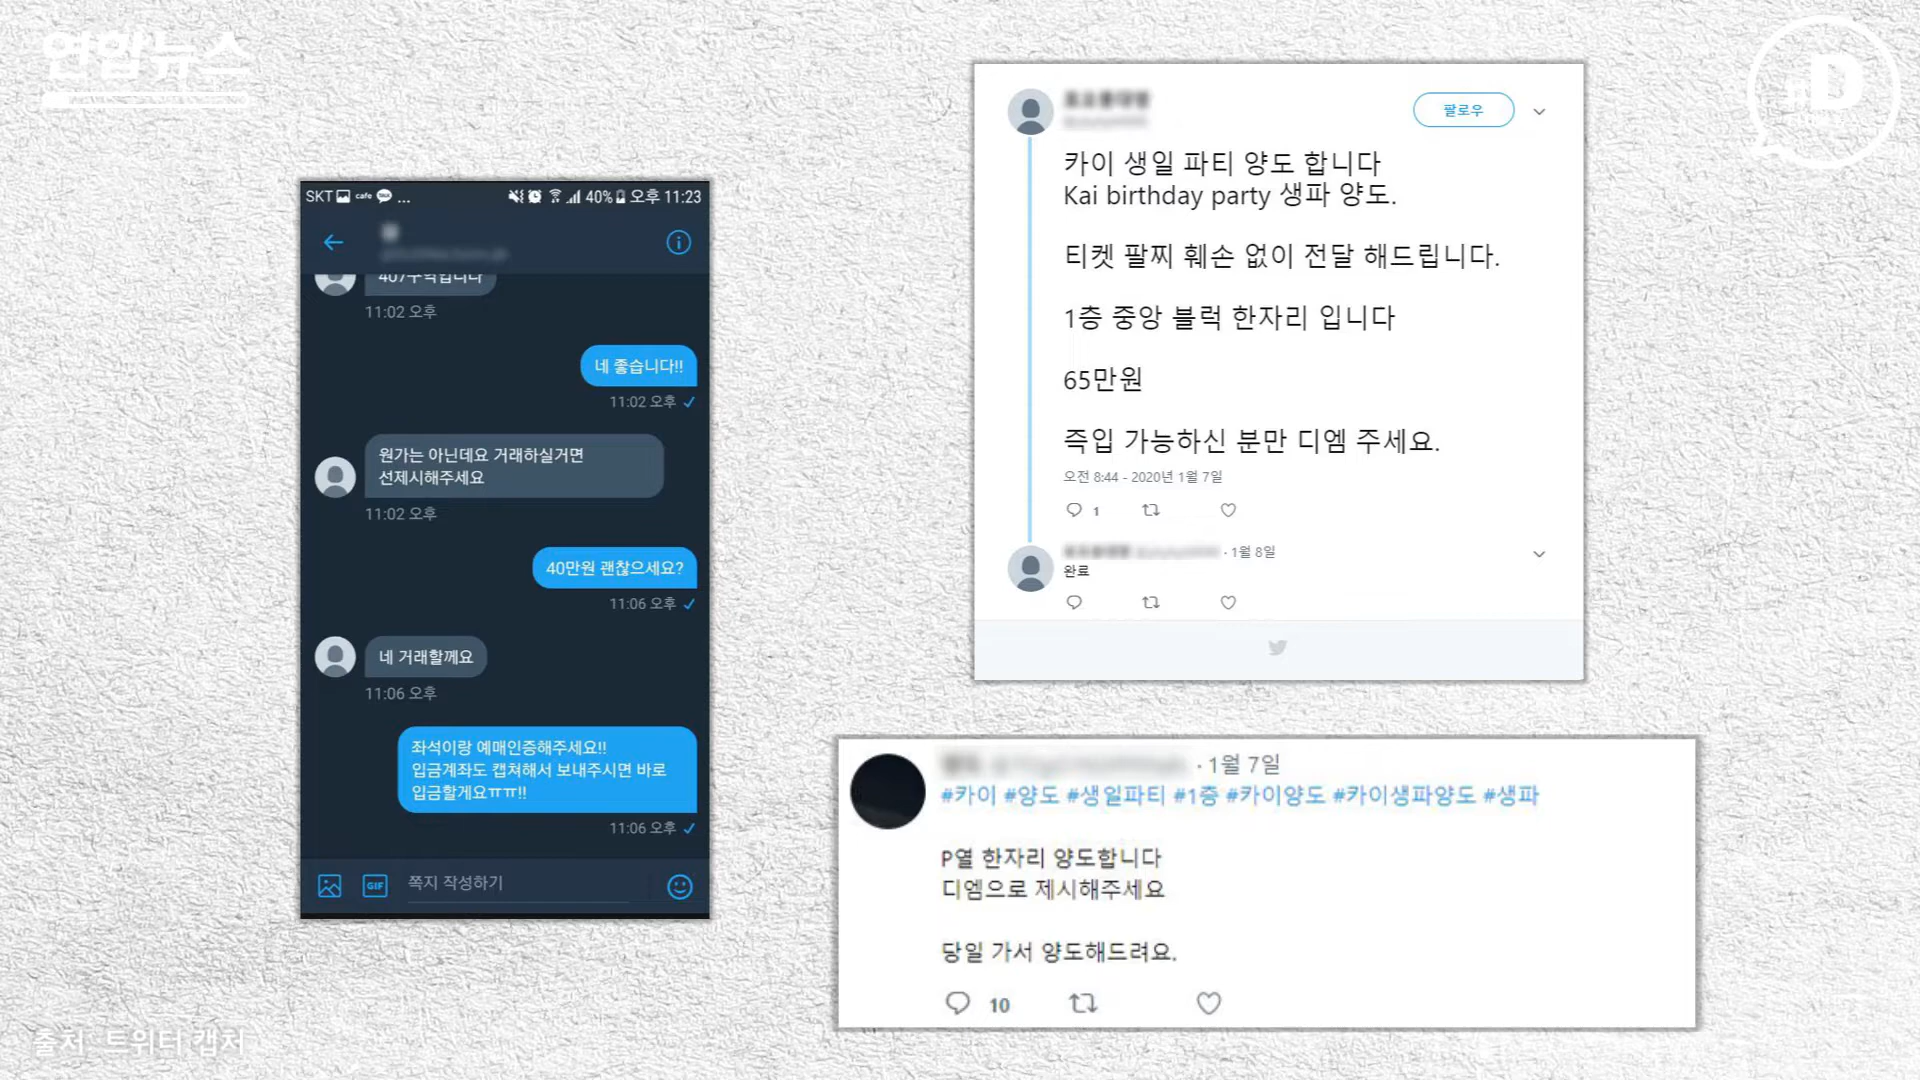 연합뉴스
D
SKT cafe TALK ... 40% 오후 11:23
407구역입니다
11:02 오후
네 좋습니다!!
11:02 오후
원가는 아닌데요 거래하실거면
선제시해주세요
11:02 오후
40만원 괜찮으세요?
11:06 오후
네 거래할께요
11:06 오후
좌석이랑 예매인증해주세요!!
입금계좌도 캡쳐해서 보내주시면 바로
입금할게요ㅠㅠ!!
11:06 오후
GIF 쪽지 작성하기
팔로우
카이 생일 파티 양도 합니다
Kai birthday party 생파 양도.
티켓 팔찌 훼손 없이 전달 해드립니다.
1층 중앙 블럭 한자리 입니다
65만원
즉입 가능하신 분만 디엠 주세요.
오전 8:44 - 2020년 1월 7일
1
· 1월 8일
완료
· 1월 7일
#카이 #양도 #생일파티 #1층 #카이양도 #카이생파양도 #생파
P열 한자리 양도합니다
디엠으로 제시해주세요
당일 가서 양도해드려요.
10
출처: 트위터 캡처